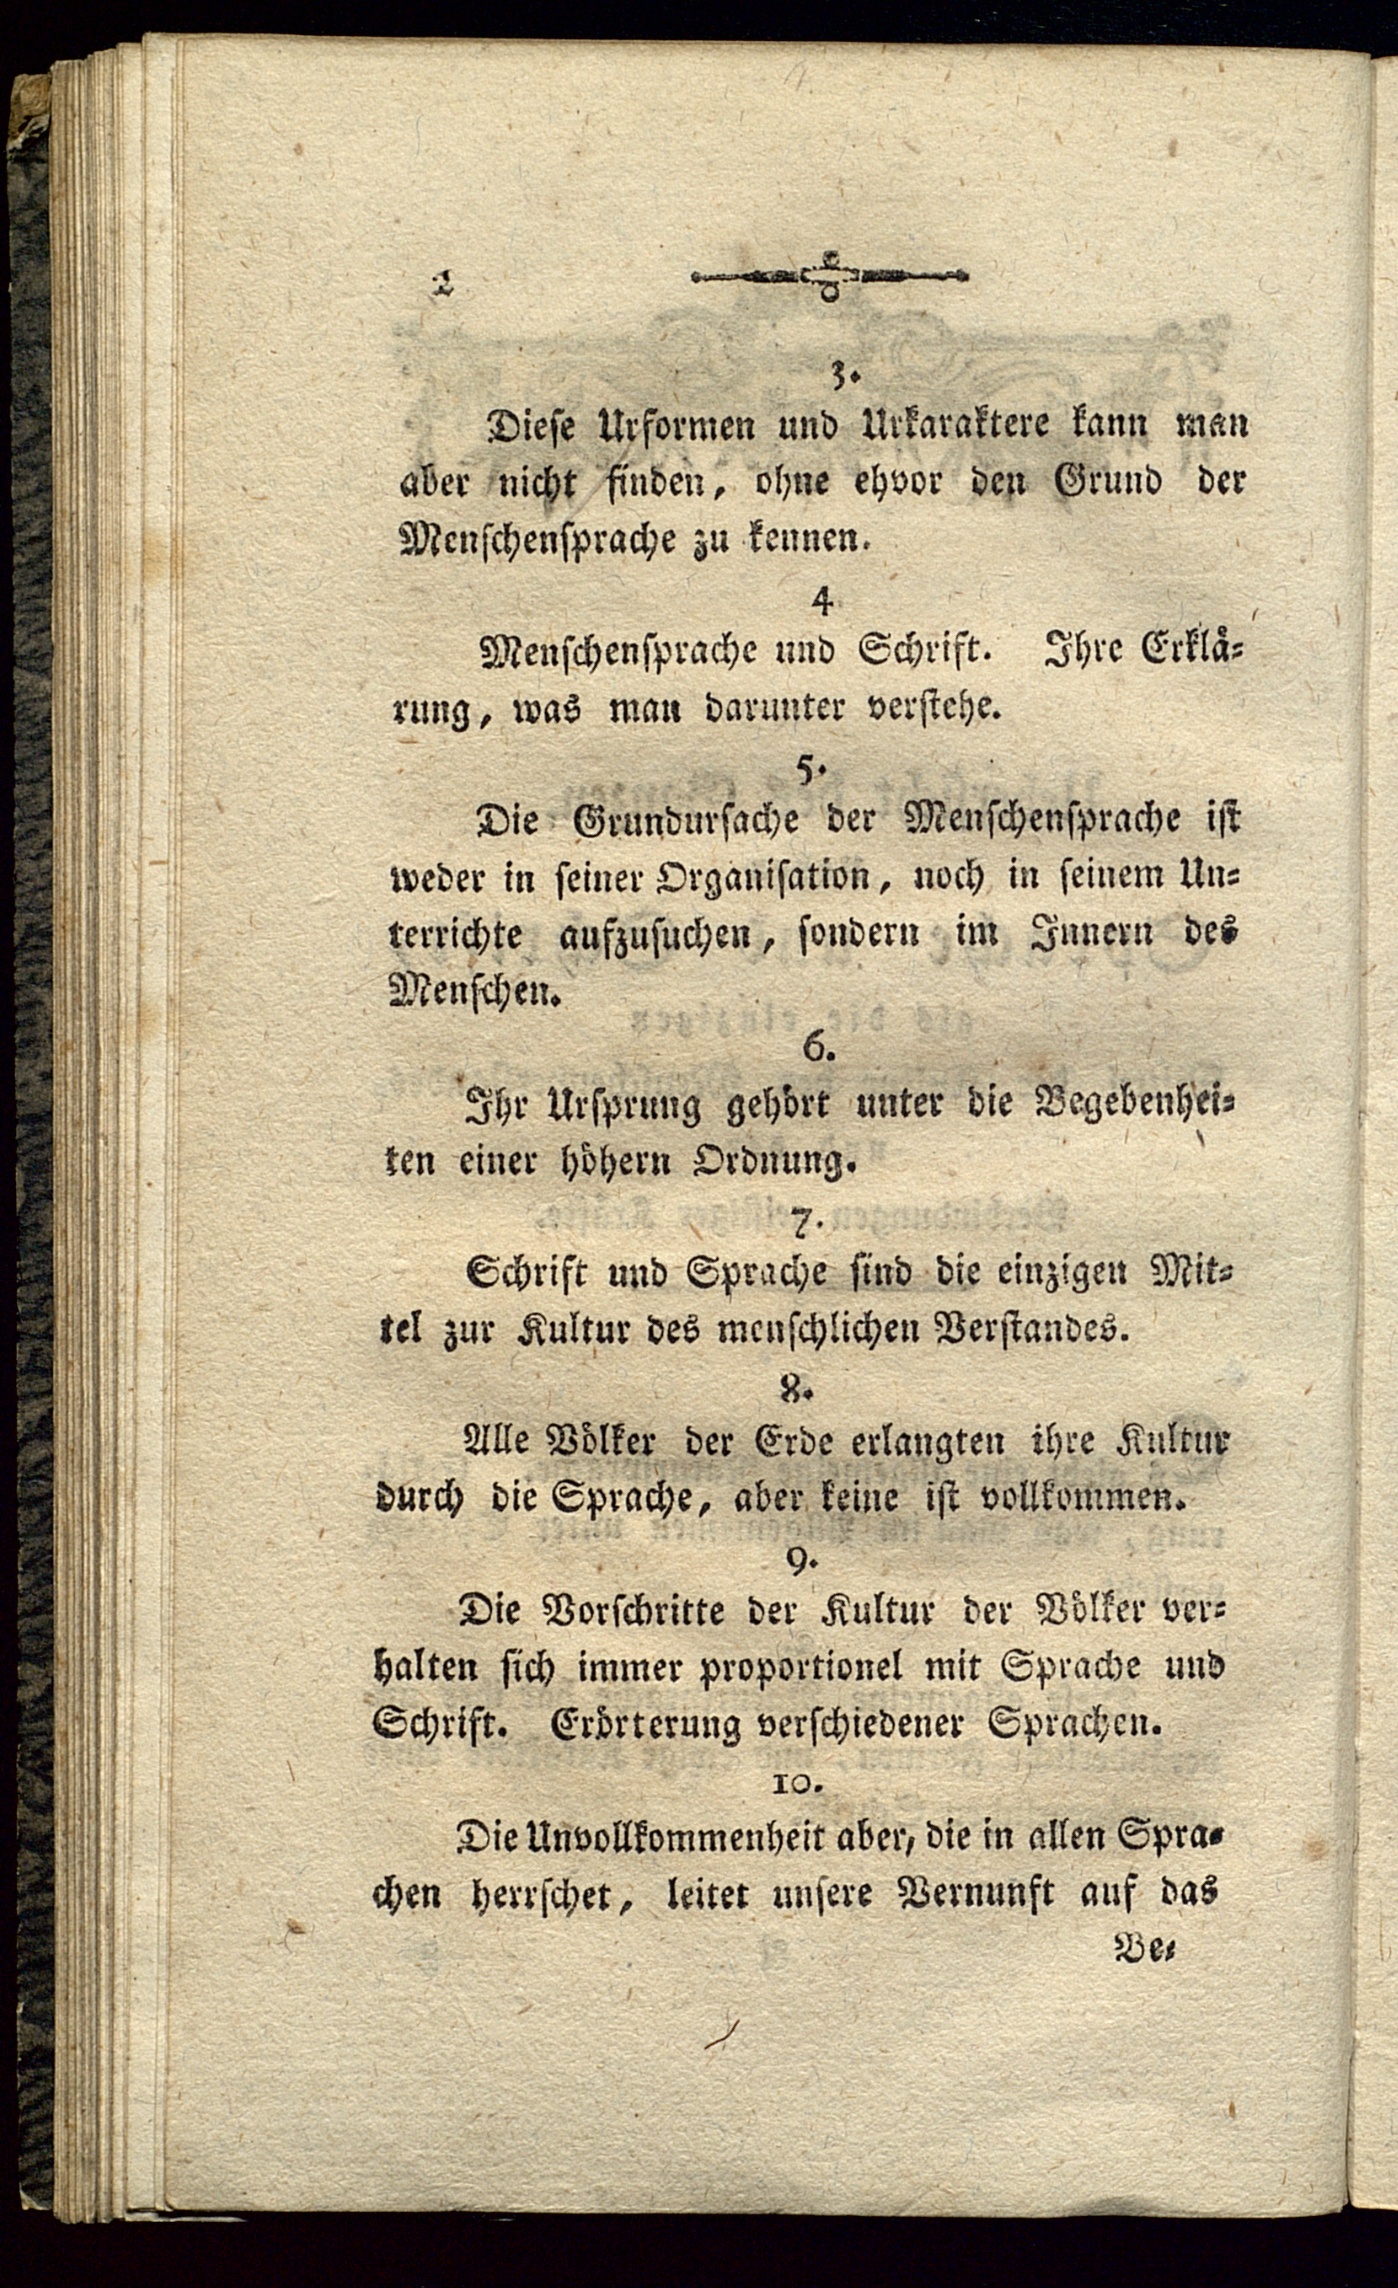 2
3.
Diese Urformen und Urkaraktere kann man
aber nicht finden, ohne ehvor den Grund der
Menschensprache zu kennen.
4
Menschensprache und Schrift. Ihre Erklä⸗
rung, was man darunter verstehe.
5.
Die Grundursache der Menschensprache ist
weder in seiner Organisation, noch in seinem Un⸗
terrichte aufzusuchen, sondern im Innern des
Menschen.
6.
Ihr Ursprung gehört unter die Begebenhei⸗
ten einer höhern Ordnung.
7.
Schrift und Sprache sind die einzigen Mit⸗
tel zur Kultur des menschlichen Verstandes.
8.
Alle Völker der Erde erlangten ihre Kultur
durch die Sprache, aber keine ist vollkommen.
9.
Die Vorschritte der Kultur der Völker ver⸗
halten sich immer proportionel mit Sprache und
Schrift. Erörterung verschiedener Sprachen.
10.
Die Unvollkommenheit aber, die in allen Spra⸗
chen herrschet, leitet unsere Vernunft auf das
Be⸗